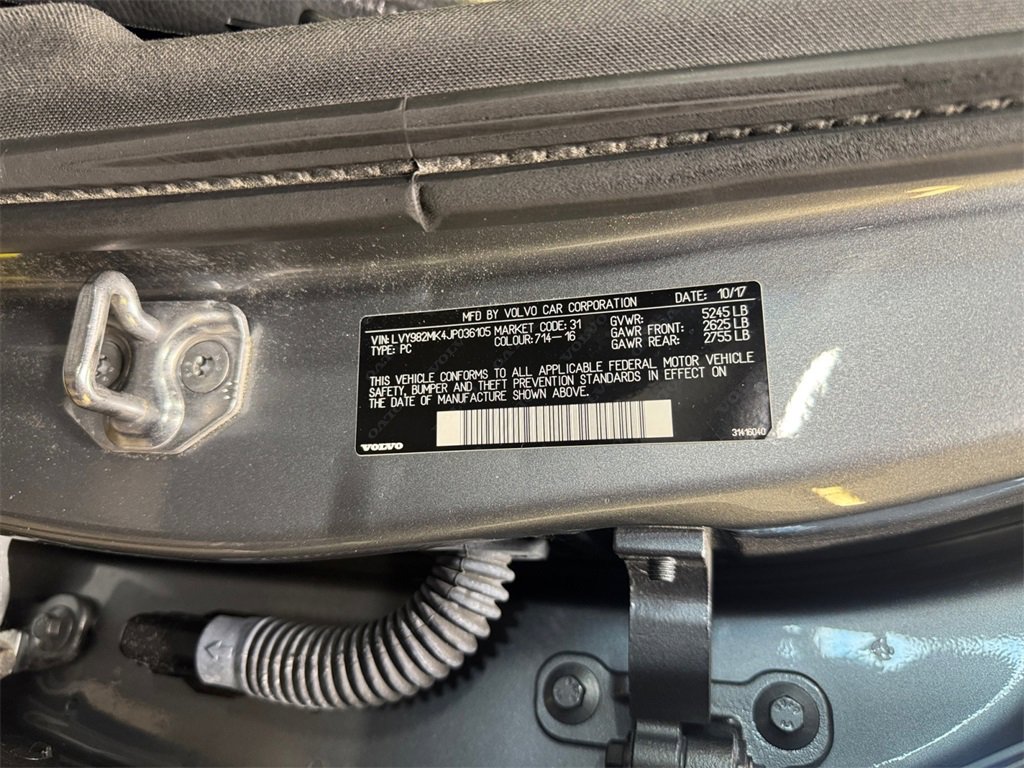 MFD BY VOLVO CAR CORPORATION DATE: 10/17
VIN: LVY982MK4JP036105 MARKET CODE: 31 GVWR: 5245 LB
TYPE: PC COLOUR: 714-16 GAWR FRONT: 2625 LB
GAWR REAR: 2755 LB
THIS VEHICLE CONFORMS TO ALL APPLICABLE FEDERAL MOTOR VEHICLE
SAFETY, BUMPER AND THEFT PREVENTION STANDARDS IN EFFECT ON
THE DATE OF MANUFACTURE SHOWN ABOVE.
VOLVO 31416040